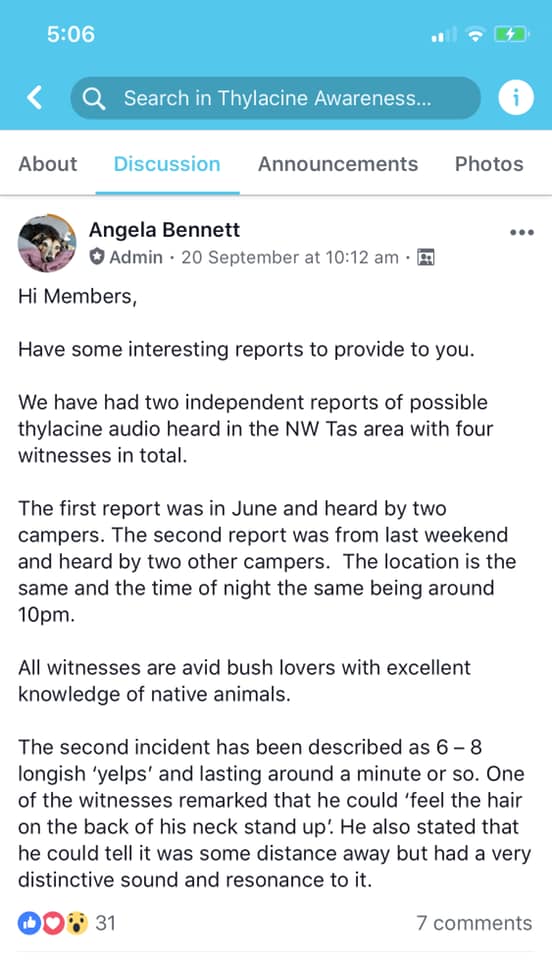 5:06
Search in Thylacine Awareness...
About Discussion Announcements Photos
Angela Bennett
Admin · 20 September at 10:12 am ·
Hi Members,
Have some interesting reports to provide to you.
We have had two independent reports of possible
thylacine audio heard in the NW Tas area with four
witnesses in total.
The first report was in June and heard by two
campers. The second report was from last weekend
and heard by two other campers.  The location is the
same and the time of night the same being around
10pm.
All witnesses are avid bush lovers with excellent
knowledge of native animals.
The second incident has been described as 6 – 8
longish ‘yelps’ and lasting around a minute or so. One
of the witnesses remarked that he could ‘feel the hair
on the back of his neck stand up’. He also stated that
he could tell it was some distance away but had a very
distinctive sound and resonance to it.
31 7 comments